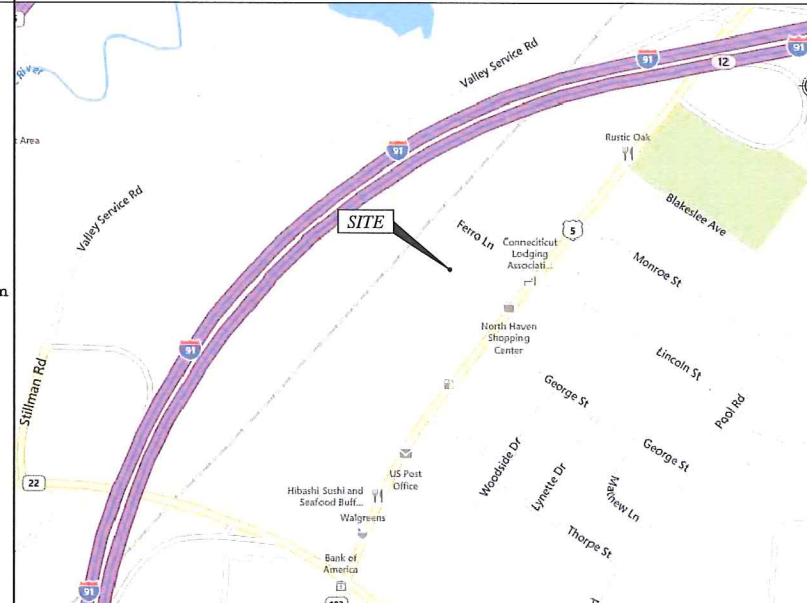 Valley Service Rd
91
91
12
River
Area
Rustic Oak
91
Valley Service Rd
SITE
Ferro Ln
5
Blakeslee Ave
Connecticut
Lodging
Associati...
Monroe St
North Haven
Shopping
Center
91
Stillman Rd
Lincoln St
George St
Pool Rd
George St
US Post
Office
Woodside Dr
Lynette Dr
22
Hibashi Sushi and
Seafood Buff...
Mathew Ln
Walgreens
Thorpe St
Bank of
America
91